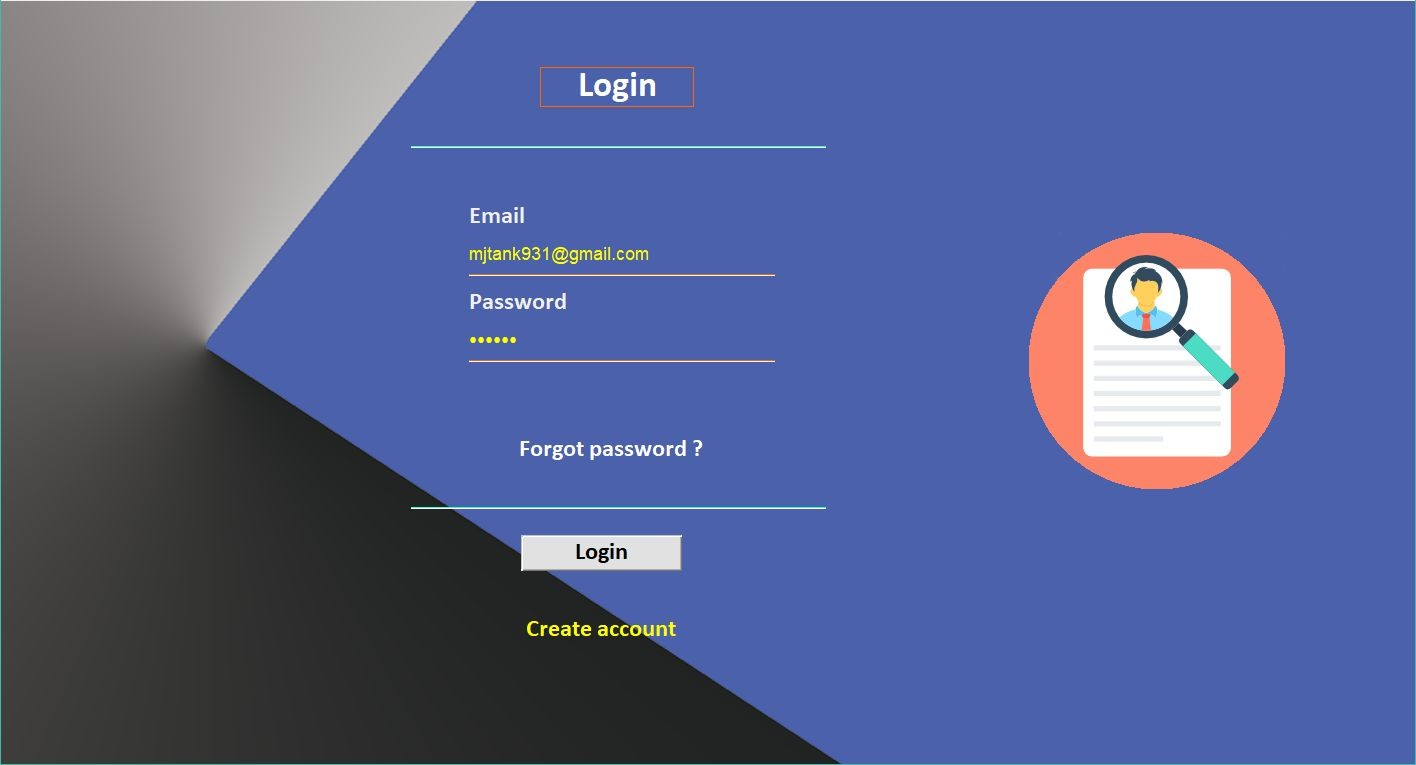 Login
Email
mjtank931@gmail.com
Password
••••••
Forgot password ?
Login
Create account